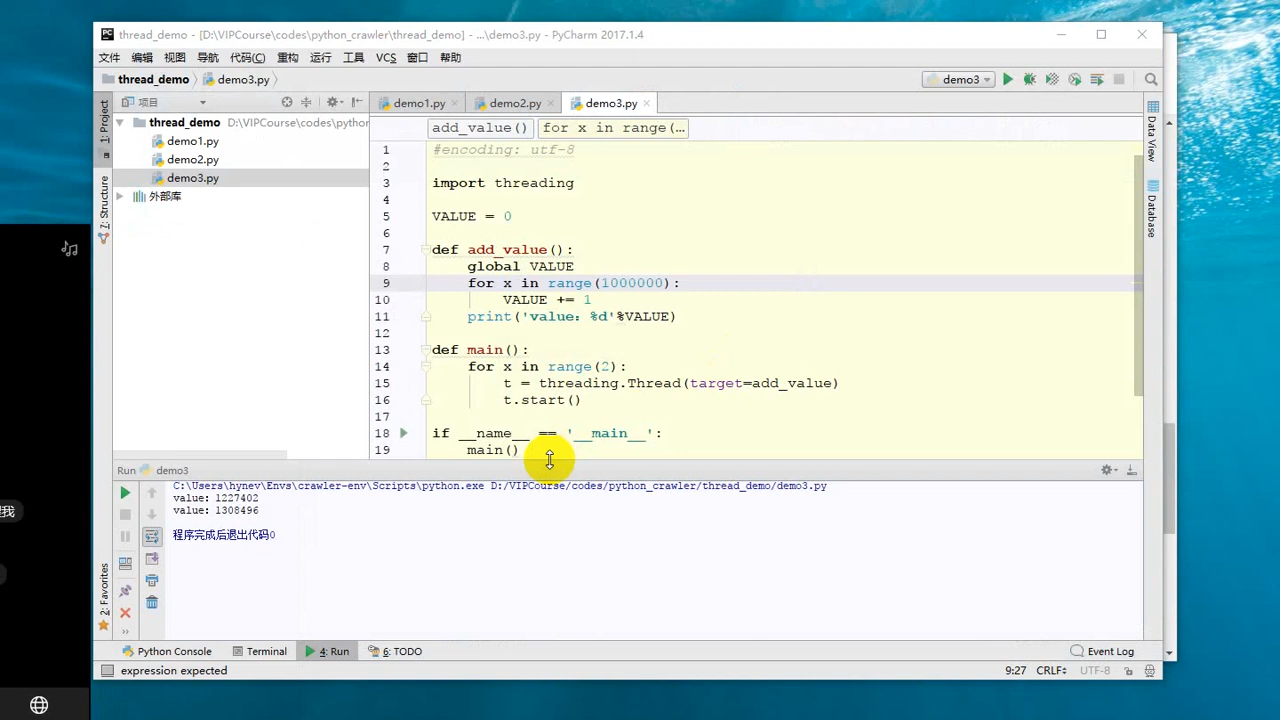 thread_demo - [D:\VIPCourse\codes\python_crawler\thread_demo] - ...\demo3.py - PyCharm 2017.1.4
文件 编辑 视图 导航 代码(C) 重构 运行 工具 VCS 窗口 帮助
thread_demo demo3.py demo3
1: Project
项目
demo1.py demo2.py demo3.py
thread_demo D:\VIPCourse\codes\python
demo1.py
demo2.py
demo3.py
外部库
Z: Structure
add_value() for x in range(...
1 #encoding: utf-8
2
3 import threading
4
5 VALUE = 0
6
7 def add_value():
8 global VALUE
9 for x in range(1000000):
10 VALUE += 1
11 print('value: %d'%VALUE)
12
13 def main():
14 for x in range(2):
15 t = threading.Thread(target=add_value)
16 t.start()
17
18 if __name__ == '__main__':
19 main()
Data View
Database
Run demo3
C:\Users\hynev\Envs\crawler-env\Scripts\python.exe D:/VIPCourse/codes/python_crawler/thread_demo/demo3.py
value: 1227402
value: 1308496
程序完成后退出代码0
2: Favorites
Python Console Terminal 4: Run 6: TODO Event Log
expression expected 9:27 CRLF UTF-8